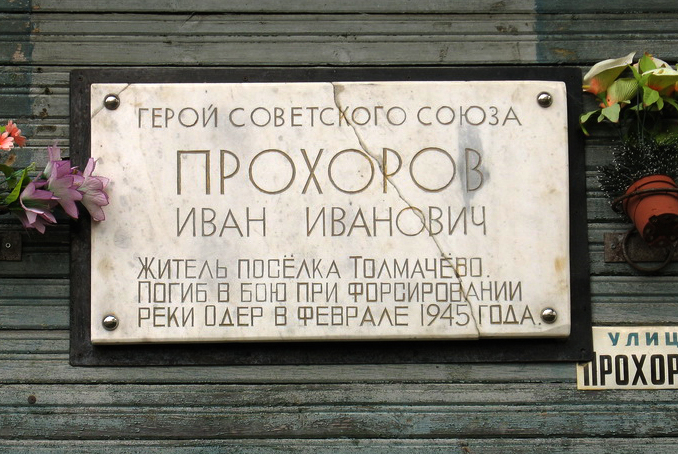 ГЕРОЙ СОВЕТСКОГО СОЮЗА
ПРОХОРОВ
ИВАН ИВАНОВИЧ
ЖИТЕЛЬ ПОСЁЛКА ТОЛМАЧЁВО.
ПОГИБ В БОЮ ПРИ ФОРСИРОВАНИИ
РЕКИ ОДЕР В ФЕВРАЛЕ 1945 ГОДА.
УЛИЦ
ПРОХОР